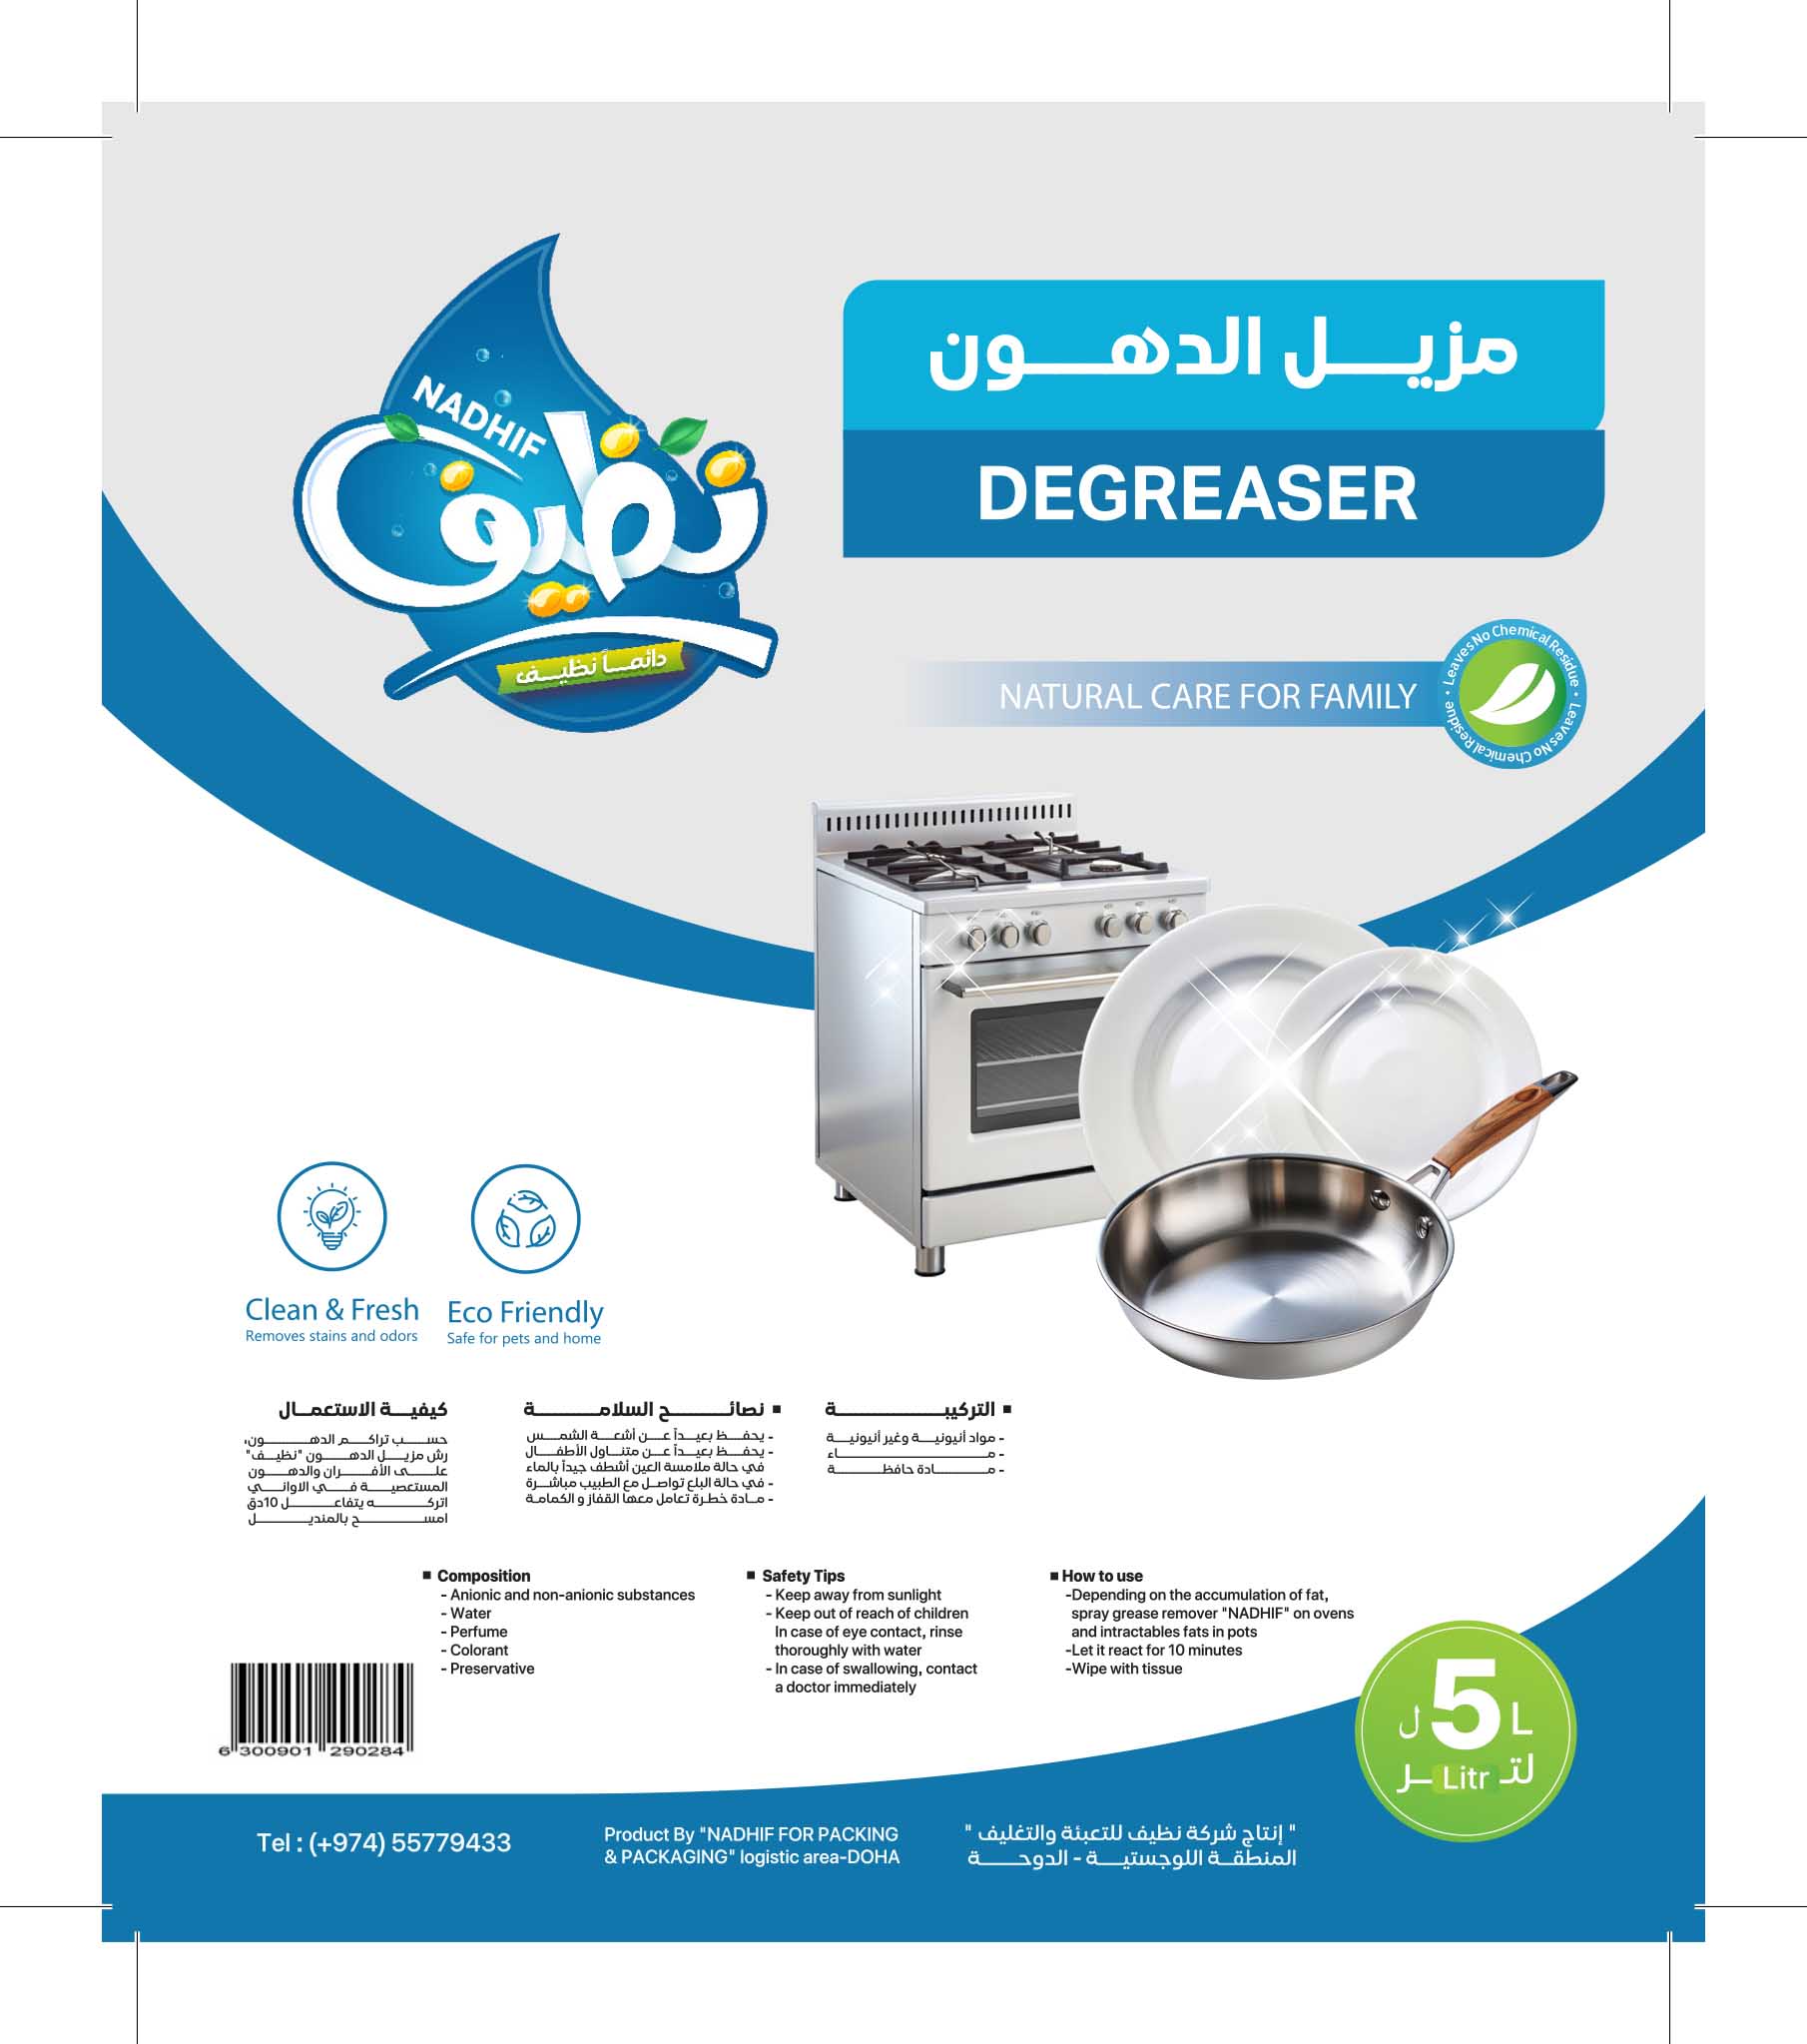 NADHIF
نظيف
دائماً نظيف
مزيل الدهون
DEGREASER
NATURAL CARE FOR FAMILY
Leaves No Chemical Residue • Leaves No Chemical Residue •
Clean & Fresh
Removes stains and odors
Eco Friendly
Safe for pets and home
■ التركيبة
- مواد أنيونية وغير أنيونية
- ماء
- مادة حافظة
■ نصائح السلامة
- يحفظ بعيداً عن أشعة الشمس
- يحفظ بعيداً عن متناول الأطفال
في حالة ملامسة العين أشطف جيداً بالماء
- في حالة البلع تواصل مع الطبيب مباشرة
- مادة خطرة تعامل معها القفاز و الكمامة
كيفية الاستعمال
حسب تراكم الدهون،
رش مزيل الدهون "نظيف"
على الأفران والدهون
المستعصية في الاواني
اتركه يتفاعل 10دق
امسح بالمنديل
■ Composition
- Anionic and non-anionic substances
- Water
- Perfume
- Colorant
- Preservative
■ Safety Tips
- Keep away from sunlight
- Keep out of reach of children
In case of eye contact, rinse
thoroughly with water
- In case of swallowing, contact
a doctor immediately
■ How to use
-Depending on the accumulation of fat,
spray grease remover "NADHIF" on ovens
and intractables fats in pots
-Let it react for 10 minutes
-Wipe with tissue
6 300901 290284
ل 5 L
لتر Litr
Tel : (+974) 55779433
Product By "NADHIF FOR PACKING
& PACKAGING" logistic area-DOHA
" إنتاج شركة نظيف للتعبئة والتغليف "
المنطقة اللوجستية - الدوحة